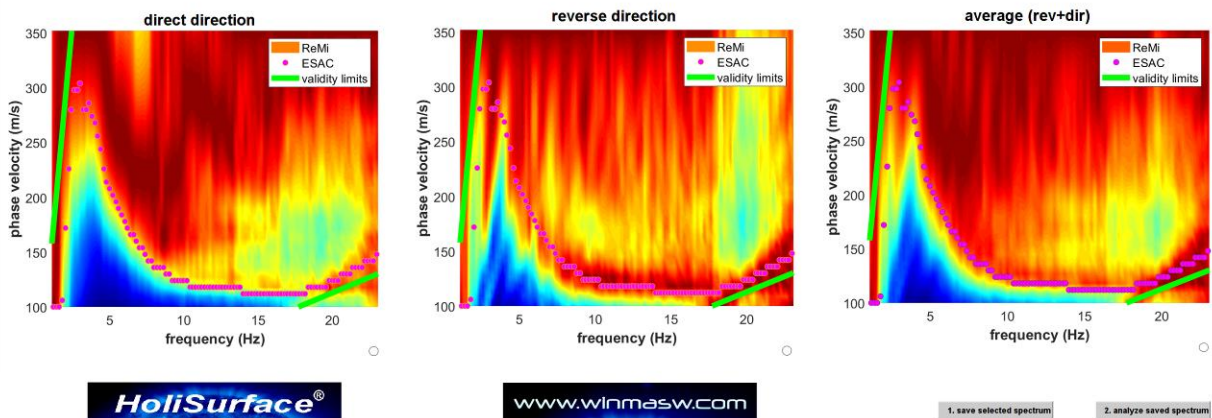 direct direction
350
300
250
200
150
100
phase velocity (m/s)
5
10
15
20
frequency (Hz)
ReMi
ESAC
validity limits
reverse direction
350
300
250
200
150
100
phase velocity (m/s)
5
10
15
20
frequency (Hz)
ReMi
ESAC
validity limits
average (rev+dir)
350
300
250
200
150
100
phase velocity (m/s)
5
10
15
20
frequency (Hz)
ReMi
ESAC
validity limits
HoliSurface®
www.winmasw.com
1. save selected spectrum
2. analyze saved spectrum